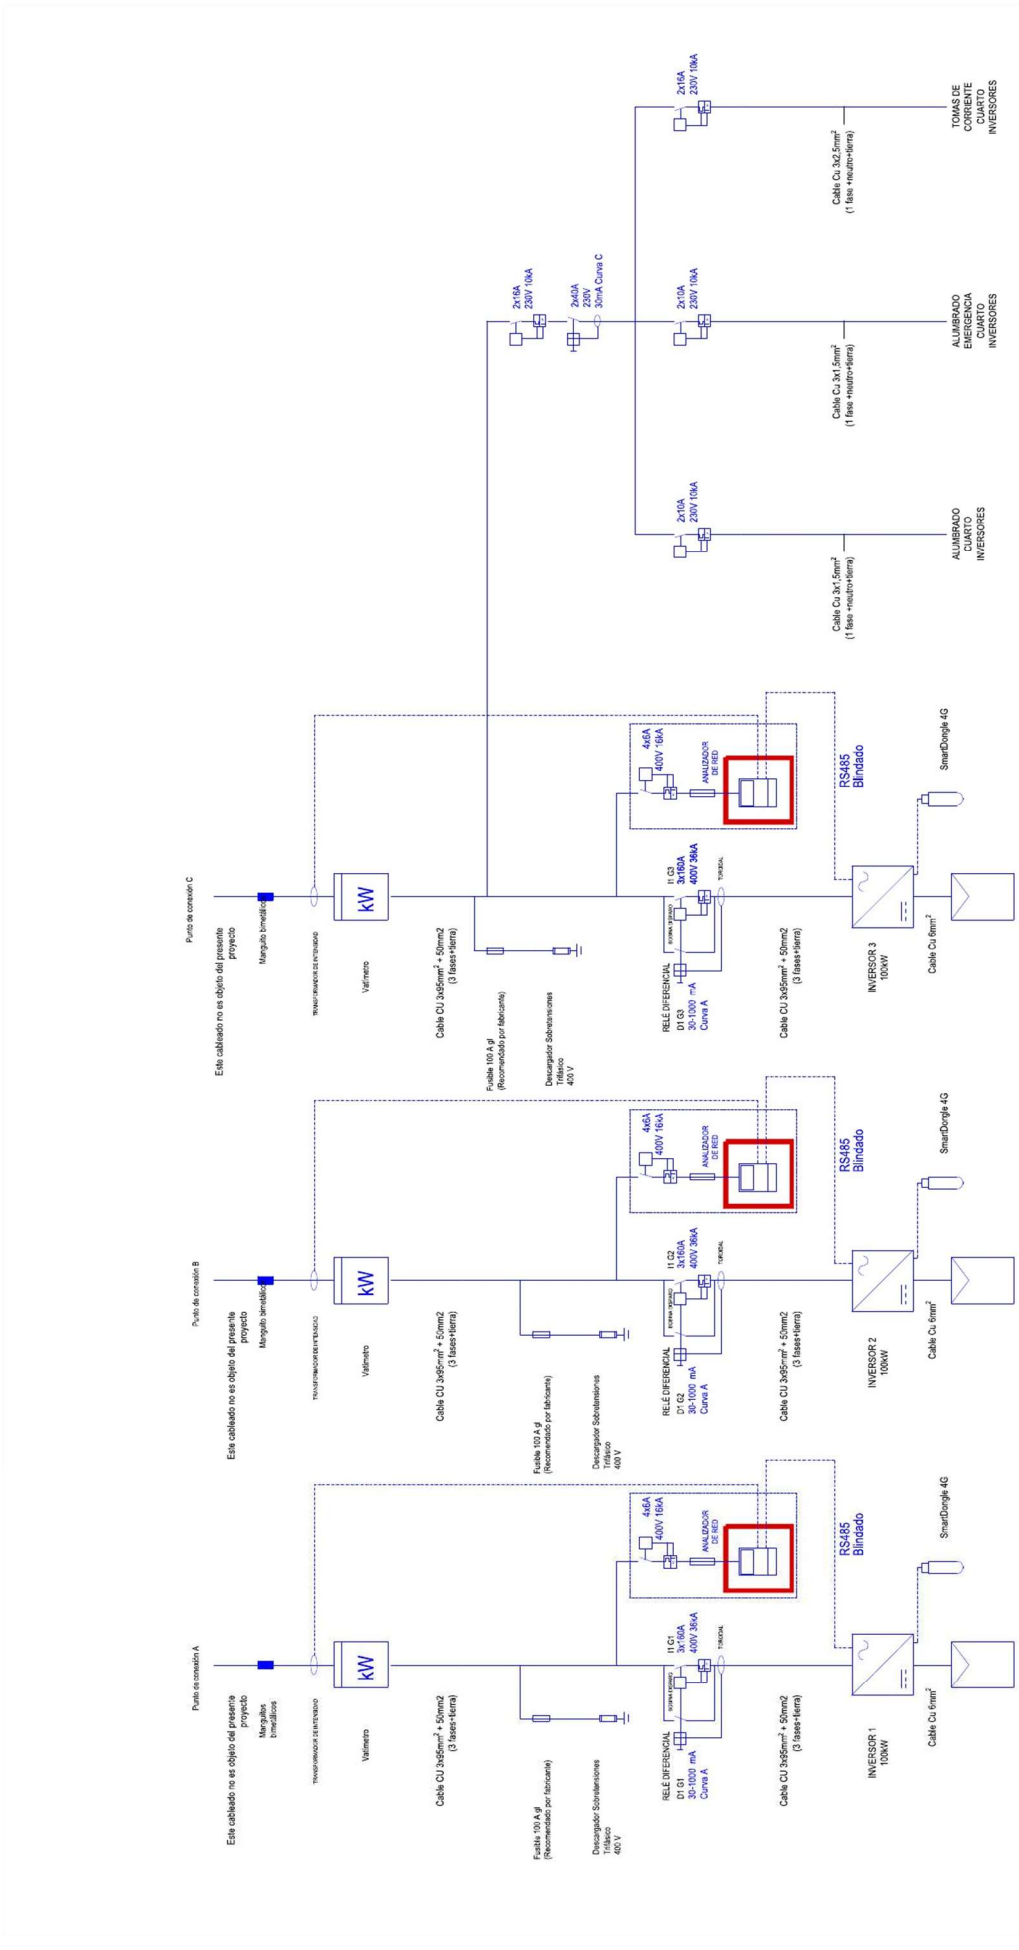 Punto de conexión A
Este cableado no es objeto del presente
proyecto
Manguitos
bimetálicos
TRANSFORMADOR DE INTENSIDAD
Vatímetro
kW
Cable CU 3x95mm² + 50mm2
(3 fases+tierra)
Fusible 100 A gl
(Recomendado por fabricante)
Descargador Sobretensiones
Trifásico
400 V
RELÉ DIFERENCIAL
D1 G1
30-1000 mA
Curva A
BOBINA DISPARO
I1 G1
3x160A
400V 36kA
TOROIDAL
4x6A
400V 16kA
ANALIZADOR
DE RED
Cable CU 3x95mm² + 50mm2
(3 fases+tierra)
RS485
Blindado
INVERSOR 1
100kW
Cable Cu 6mm²
SmartDongle 4G
Punto de conexión B
Este cableado no es objeto del presente
proyecto
Manguito bimetálico
TRANSFORMADOR DE INTENSIDAD
Vatímetro
kW
Cable CU 3x95mm² + 50mm2
(3 fases+tierra)
Fusible 100 A gl
(Recomendado por fabricante)
Descargador Sobretensiones
Trifásico
400 V
RELÉ DIFERENCIAL
D1 G2
30-1000 mA
Curva A
BOBINA DISPARO
I1 G2
3x160A
400V 36kA
TOROIDAL
4x6A
400V 16kA
ANALIZADOR
DE RED
Cable CU 3x95mm² + 50mm2
(3 fases+tierra)
RS485
Blindado
INVERSOR 2
100kW
Cable Cu 6mm²
SmartDongle 4G
Punto de conexión C
Este cableado no es objeto del presente
proyecto
Manguito bimetálico
TRANSFORMADOR DE INTENSIDAD
Vatímetro
kW
Cable CU 3x95mm² + 50mm2
(3 fases+tierra)
Fusible 100 A gl
(Recomendado por fabricante)
Descargador Sobretensiones
Trifásico
400 V
RELÉ DIFERENCIAL
D1 G3
30-1000 mA
Curva A
BOBINA DISPARO
I1 G3
3x160A
400V 36kA
TOROIDAL
4x6A
400V 16kA
ANALIZADOR
DE RED
Cable CU 3x95mm² + 50mm2
(3 fases+tierra)
RS485
Blindado
INVERSOR 3
100kW
Cable Cu 6mm²
SmartDongle 4G
2x16A
230V 10kA
2x40A
230V
30mA Curva C
2x10A
230V 10kA
Cable Cu 3x1,5mm²
(1 fase +neutro+tierra)
ALUMBRADO
CUARTO
INVERSORES
2x10A
230V 10kA
Cable Cu 3x1,5mm²
(1 fase +neutro+tierra)
ALUMBRADO
EMERGENCIA
CUARTO
INVERSORES
2x16A
230V 10kA
Cable Cu 3x2,5mm²
(1 fase +neutro+tierra)
TOMAS DE
CORRIENTE
CUARTO
INVERSORES